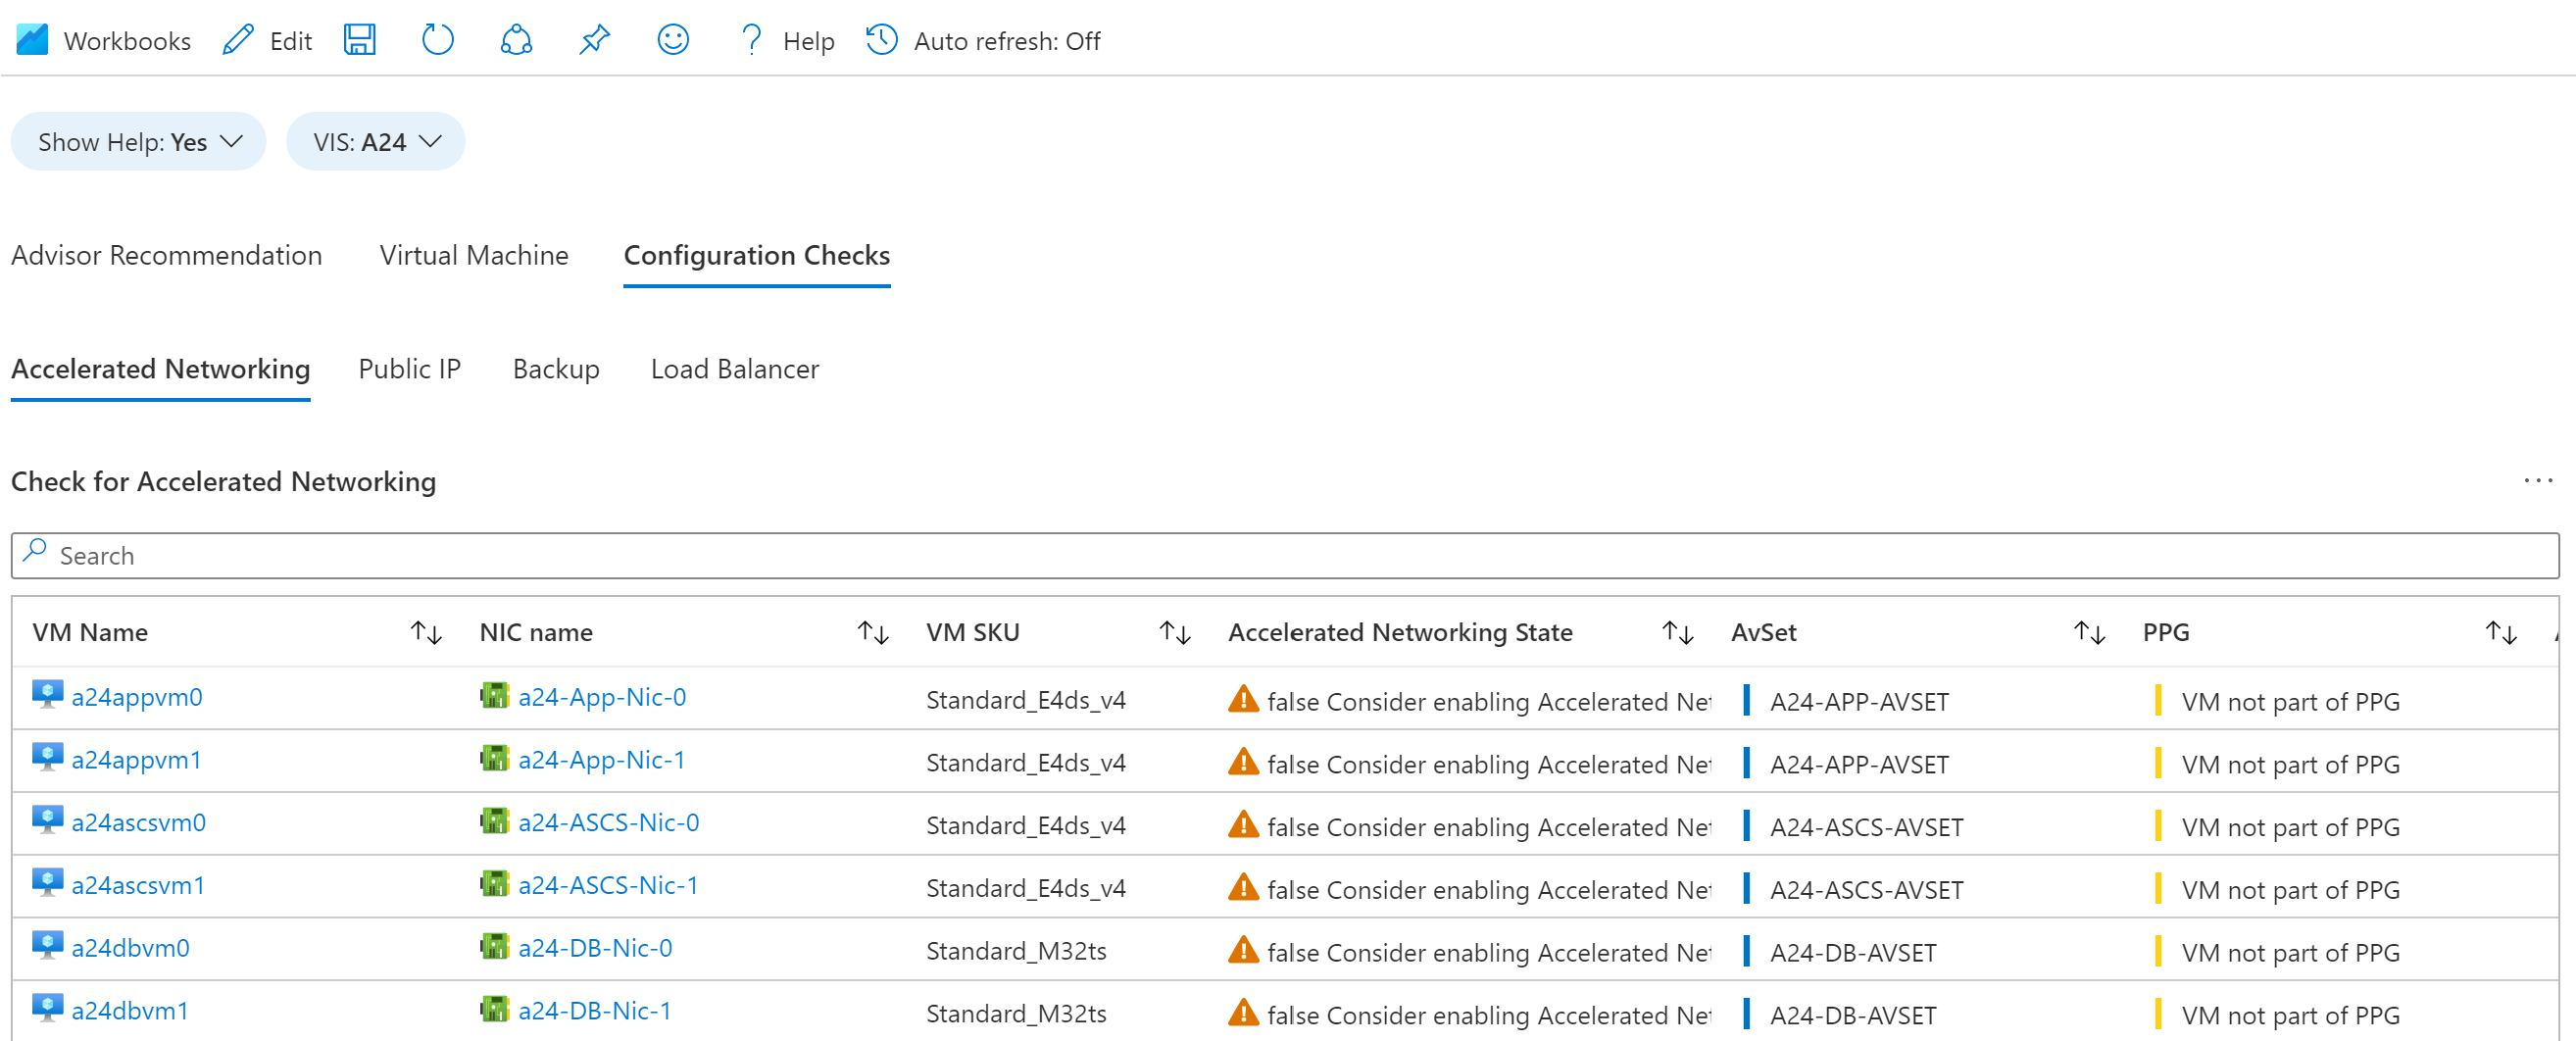 Workbooks Edit Help Auto refresh: Off
Show Help: Yes VIS: A24
Advisor Recommendation Virtual Machine Configuration Checks
Accelerated Networking Public IP Backup Load Balancer
Check for Accelerated Networking
Search
VM Name NIC name VM SKU Accelerated Networking State AvSet PPG
a24appvm0 a24-App-Nic-0 Standard_E4ds_v4 false Consider enabling Accelerated Net A24-APP-AVSET VM not part of PPG
a24appvm1 a24-App-Nic-1 Standard_E4ds_v4 false Consider enabling Accelerated Net A24-APP-AVSET VM not part of PPG
a24ascsvm0 a24-ASCS-Nic-0 Standard_E4ds_v4 false Consider enabling Accelerated Net A24-ASCS-AVSET VM not part of PPG
a24ascsvm1 a24-ASCS-Nic-1 Standard_E4ds_v4 false Consider enabling Accelerated Net A24-ASCS-AVSET VM not part of PPG
a24dbvm0 a24-DB-Nic-0 Standard_M32ts false Consider enabling Accelerated Net A24-DB-AVSET VM not part of PPG
a24dbvm1 a24-DB-Nic-1 Standard_M32ts false Consider enabling Accelerated Net A24-DB-AVSET VM not part of PPG